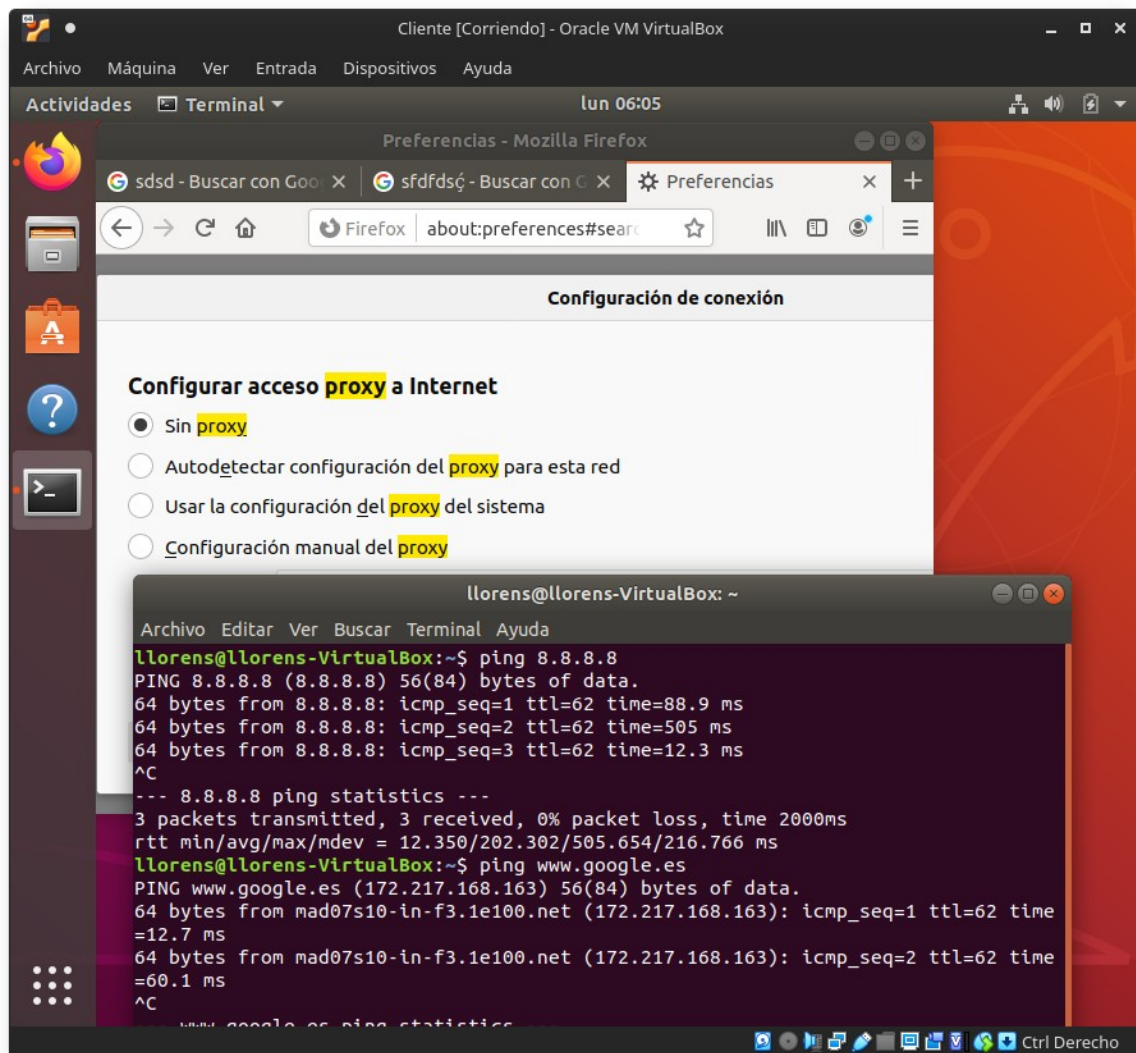 Cliente [Corriendo] - Oracle VM VirtualBox
Archivo Máquina Ver Entrada Dispositivos Ayuda
Actividades Terminal lun 06:05
Preferencias - Mozilla Firefox
sdsd - Buscar con Goo sfdfdsç - Buscar con G Preferencias
Firefox about:preferences#sear
Configuración de conexión
Configurar acceso proxy a Internet
Sin proxy
Autodetectar configuración del proxy para esta red
Usar la configuración del proxy del sistema
Configuración manual del proxy
llorens@llorens-VirtualBox: ~
Archivo Editar Ver Buscar Terminal Ayuda
llorens@llorens-VirtualBox:~$ ping 8.8.8.8
PING 8.8.8.8 (8.8.8.8) 56(84) bytes of data.
64 bytes from 8.8.8.8: icmp_seq=1 ttl=62 time=88.9 ms
64 bytes from 8.8.8.8: icmp_seq=2 ttl=62 time=505 ms
64 bytes from 8.8.8.8: icmp_seq=3 ttl=62 time=12.3 ms
^C
--- 8.8.8.8 ping statistics ---
3 packets transmitted, 3 received, 0% packet loss, time 2000ms
rtt min/avg/max/mdev = 12.350/202.302/505.654/216.766 ms
llorens@llorens-VirtualBox:~$ ping www.google.es
PING www.google.es (172.217.168.163) 56(84) bytes of data.
64 bytes from mad07s10-in-f3.1e100.net (172.217.168.163): icmp_seq=1 ttl=62 time
=12.7 ms
64 bytes from mad07s10-in-f3.1e100.net (172.217.168.163): icmp_seq=2 ttl=62 time
=60.1 ms
^C
--- www.google.es ping statistics ---
Ctrl Derecho